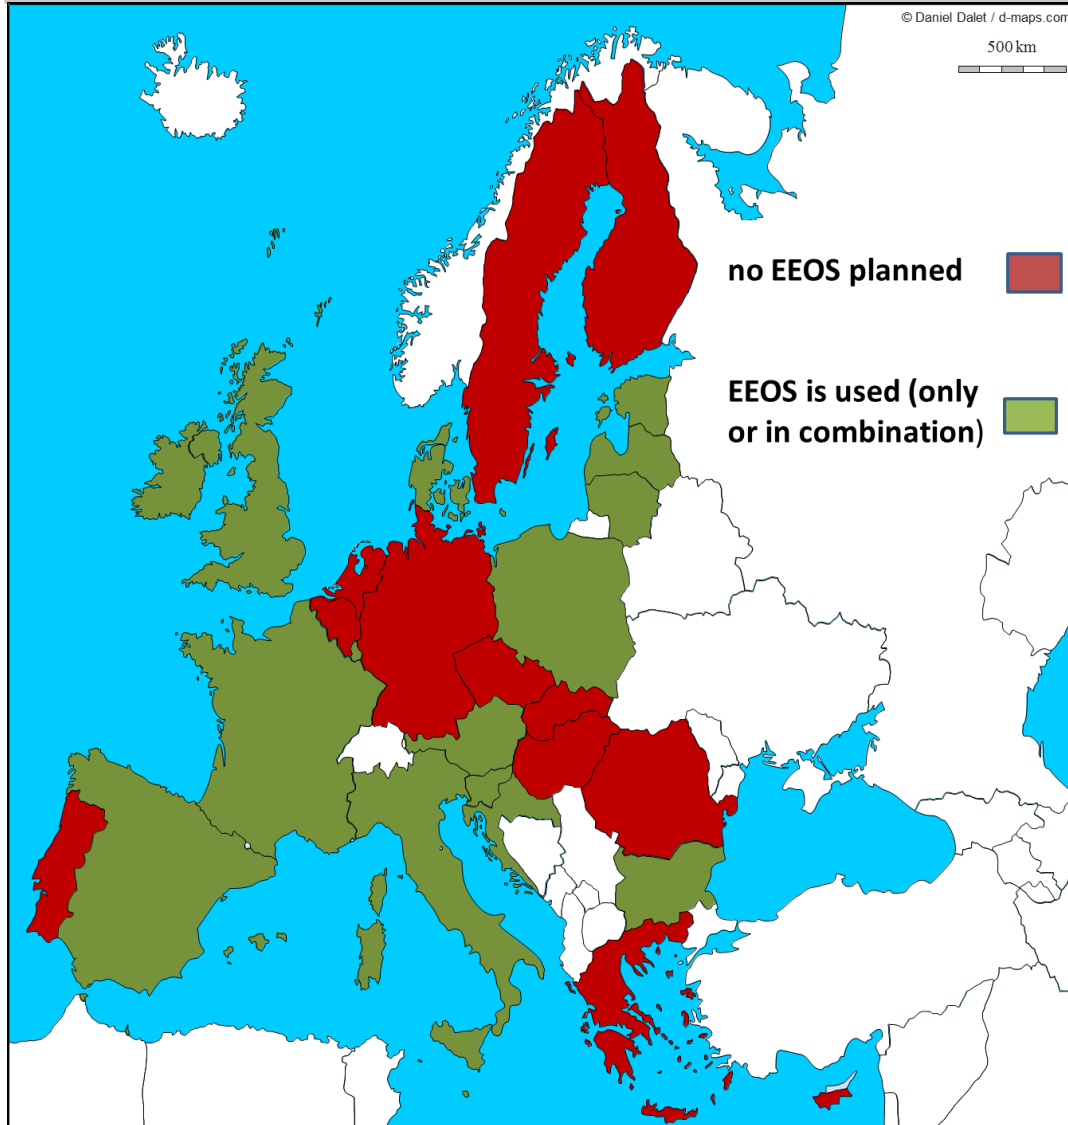 © Daniel Dalet / d-maps.com
500 km
no EEOS planned
EEOS is used (only
or in combination)